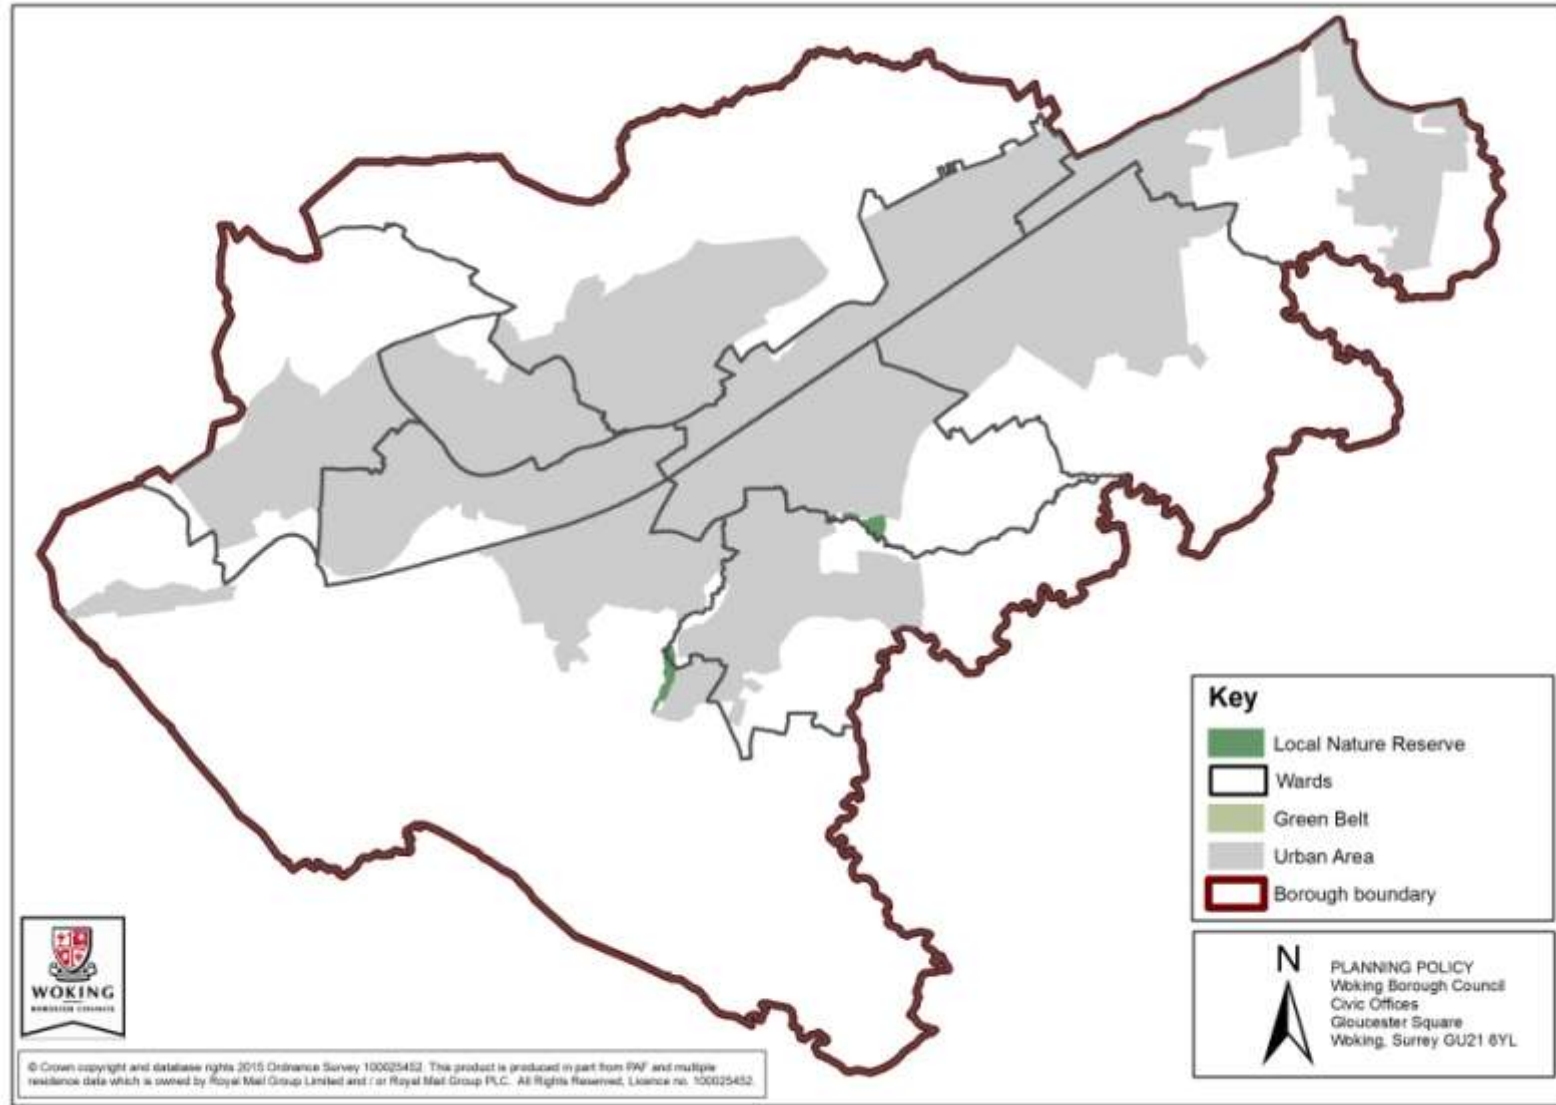 Key
Local Nature Reserve
Wards
Green Belt
Urban Area
Borough boundary
N
PLANNING POLICY
Woking Borough Council
Civic Offices
Gloucester Square
Woking, Surrey GU21 6YL
WOKING
BOROUGH COUNCIL
© Crown copyright and database rights 2015 Ordnance Survey 100025452. This product is produced in part from PAF and multiple
residence data which is owned by Royal Mail Group Limited and / or Royal Mail Group PLC. All Rights Reserved, Licence no. 100025452.